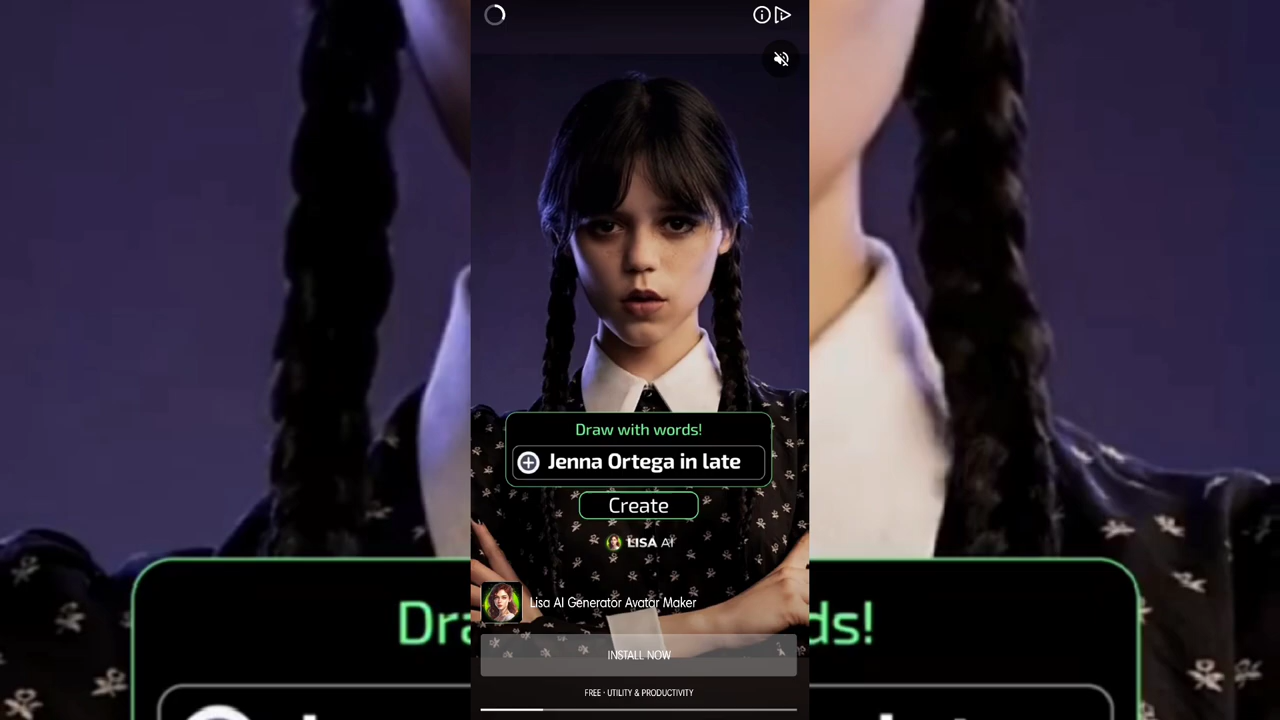 Draw with words!
Jenna Ortega in late
Create
LISA AI
Lisa AI Generator Avatar Maker
INSTALL NOW
FREE · UTILITY & PRODUCTIVITY